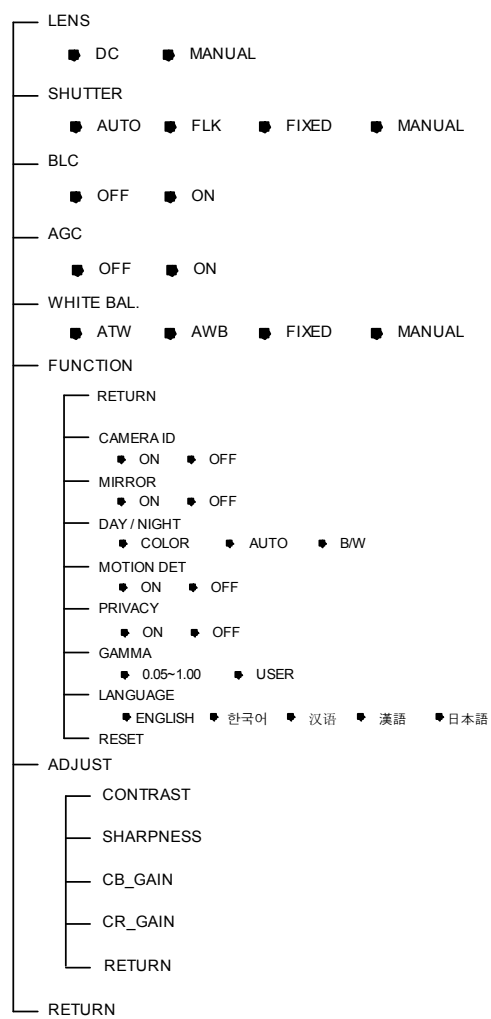 LENS
DC MANUAL
SHUTTER
AUTO FLK FIXED MANUAL
BLC
OFF ON
AGC
OFF ON
WHITE BAL.
ATW AWB FIXED MANUAL
FUNCTION
RETURN
CAMERA ID
ON OFF
MIRROR
ON OFF
DAY / NIGHT
COLOR AUTO B/W
MOTION DET
ON OFF
PRIVACY
ON OFF
GAMMA
0.05~1.00 USER
LANGUAGE
ENGLISH 한국어 汉语 漢語 日本語
RESET
ADJUST
CONTRAST
SHARPNESS
CB_GAIN
CR_GAIN
RETURN
RETURN